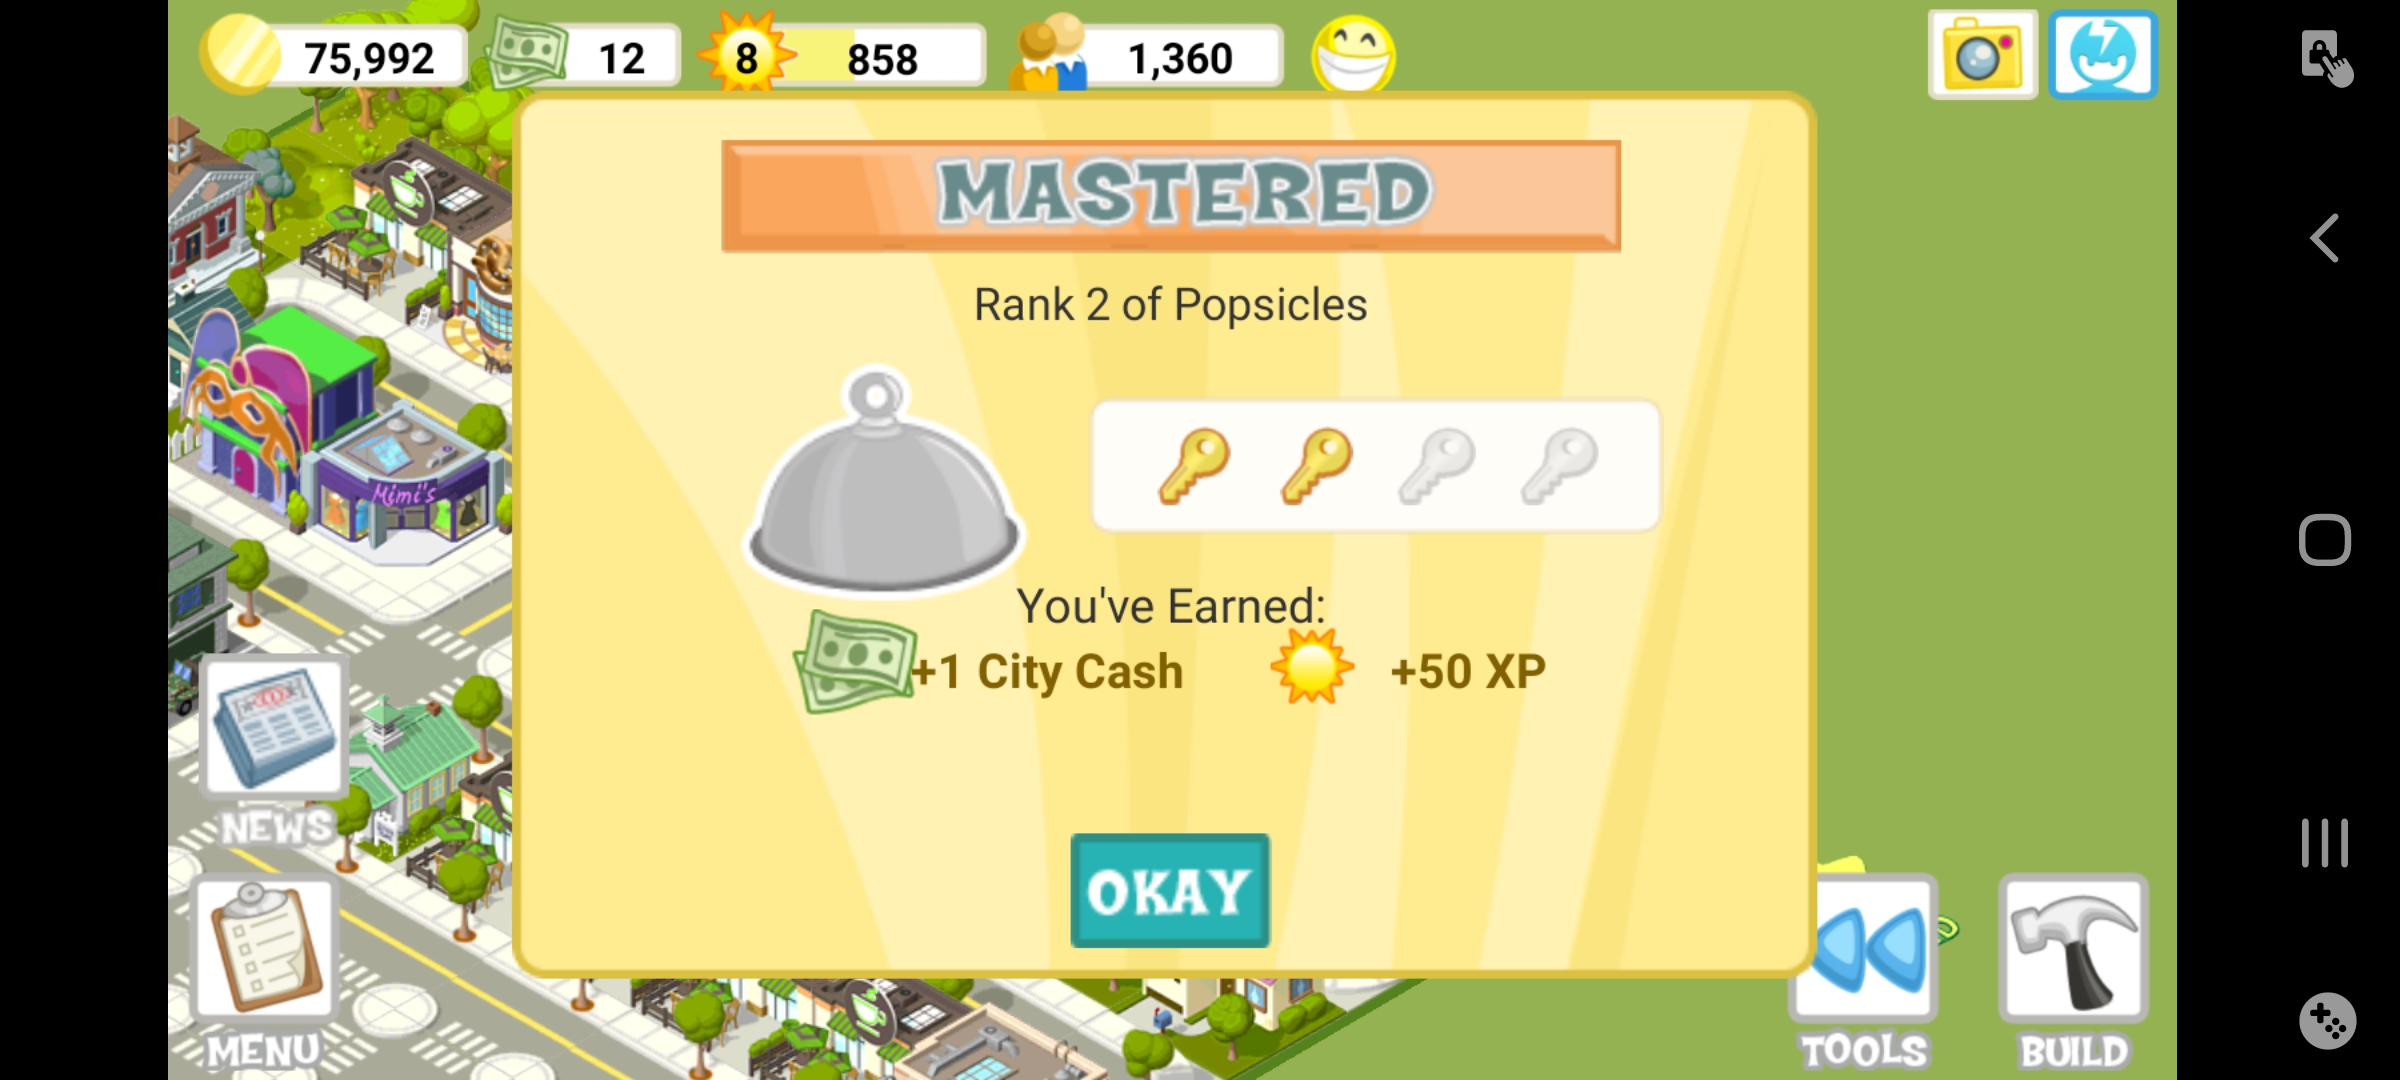 75,992
12
8
858
1,360
MASTERED
Rank 2 of Popsicles
You've Earned:
+1 City Cash
+50 XP
OKAY
Mimi's
NEWS
MENU
TOOLS
BUILD